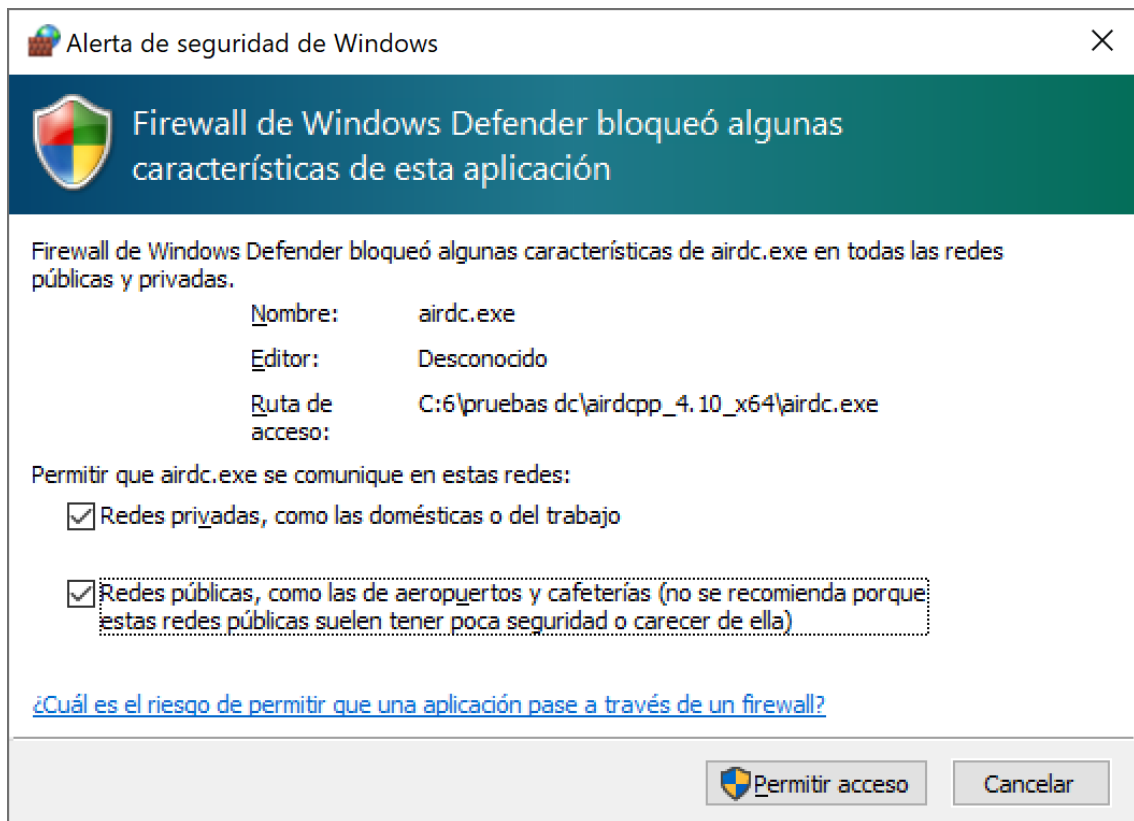 Alerta de seguridad de Windows
Firewall de Windows Defender bloqueó algunas
características de esta aplicación
Firewall de Windows Defender bloqueó algunas características de airdc.exe en todas las redes
públicas y privadas.
Nombre: airdc.exe
Editor: Desconocido
Ruta de acceso: C:6\pruebas dc\airdcpp_4.10_x64\airdc.exe
Permitir que airdc.exe se comunique en estas redes:
Redes privadas, como las domésticas o del trabajo
Redes públicas, como las de aeropuertos y cafeterías (no se recomienda porque
estas redes públicas suelen tener poca seguridad o carecer de ella)
¿Cuál es el riesgo de permitir que una aplicación pase a través de un firewall?
Permitir acceso Cancelar